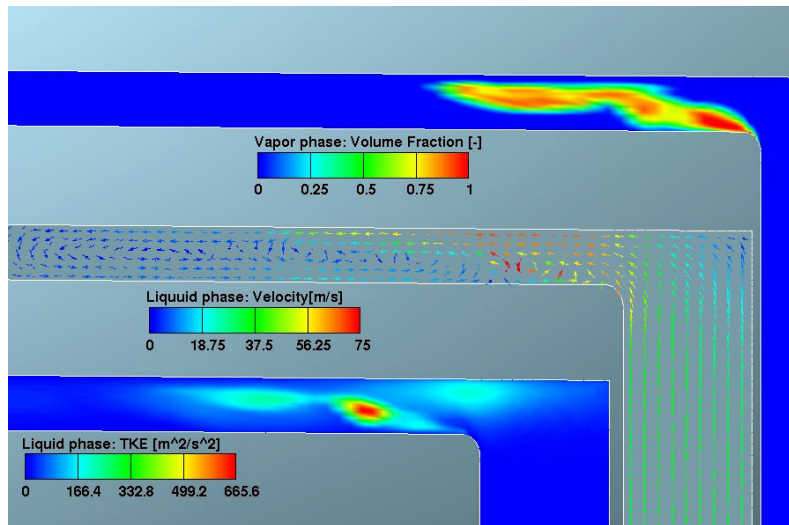 Vapor phase: Volume Fraction [-]
0 0.25 0.5 0.75 1
Liquuid phase: Velocity[m/s]
0 18.75 37.5 56.25 75
Liquid phase: TKE [m^2/s^2]
0 166.4 332.8 499.2 665.6